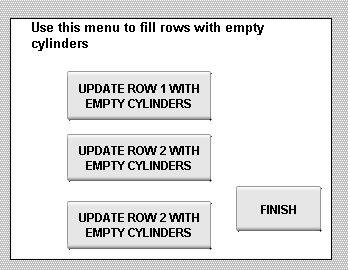 Use this menu to fill rows with empty
cylinders
UPDATE ROW 1 WITH
EMPTY CYLINDERS
UPDATE ROW 2 WITH
EMPTY CYLINDERS
UPDATE ROW 2 WITH
EMPTY CYLINDERS
FINISH